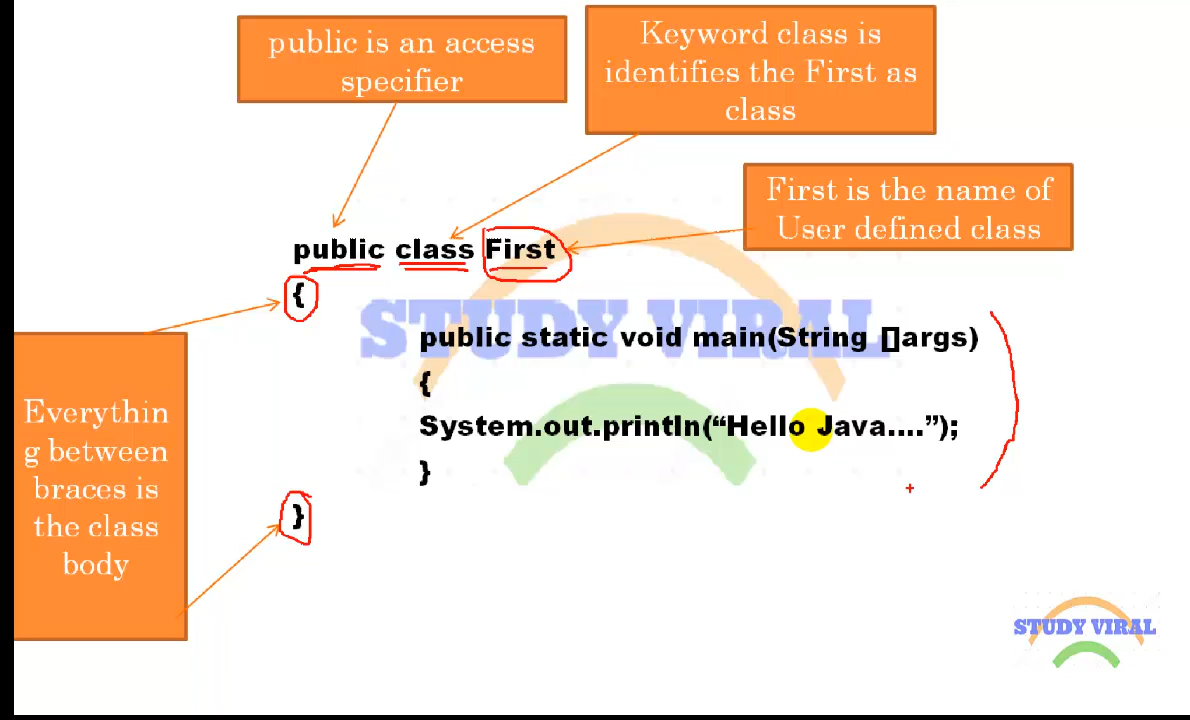 public is an access
specifier
Keyword class is
identifies the First as
class
First is the name of
User defined class
public class First
{
STUDY VIRAL
public static void main(String []args)
{
System.out.println(“Hello Java....”);
}
}
Everythin
g between
braces is
the class
body
STUDY VIRAL